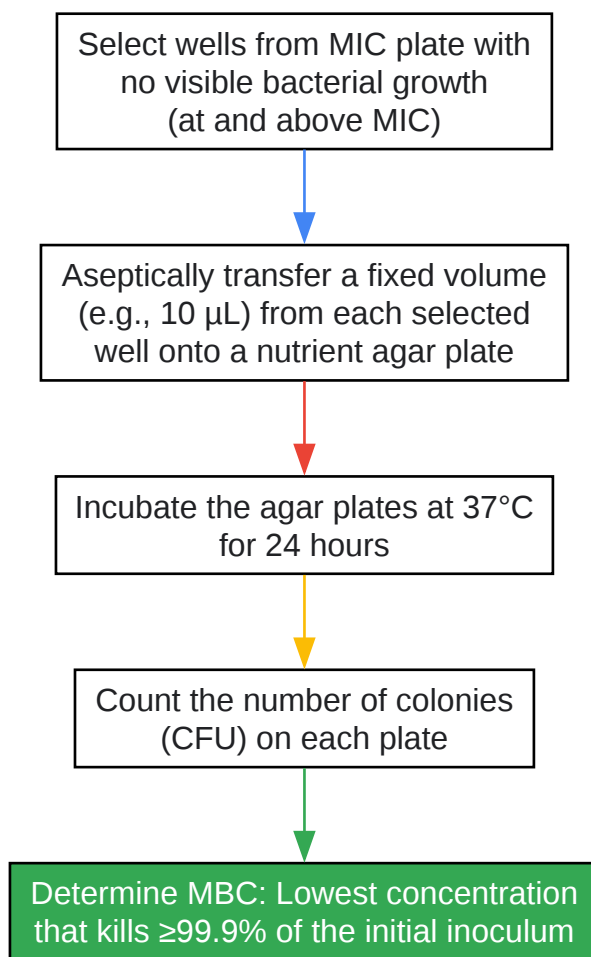 Select wells from MIC plate with
no visible bacterial growth
(at and above MIC)
Aseptically transfer a fixed volume
(e.g., 10 µL) from each selected
well onto a nutrient agar plate
Incubate the agar plates at 37°C
for 24 hours
Count the number of colonies
(CFU) on each plate
Determine MBC: Lowest concentration
that kills ≥99.9% of the initial inoculum